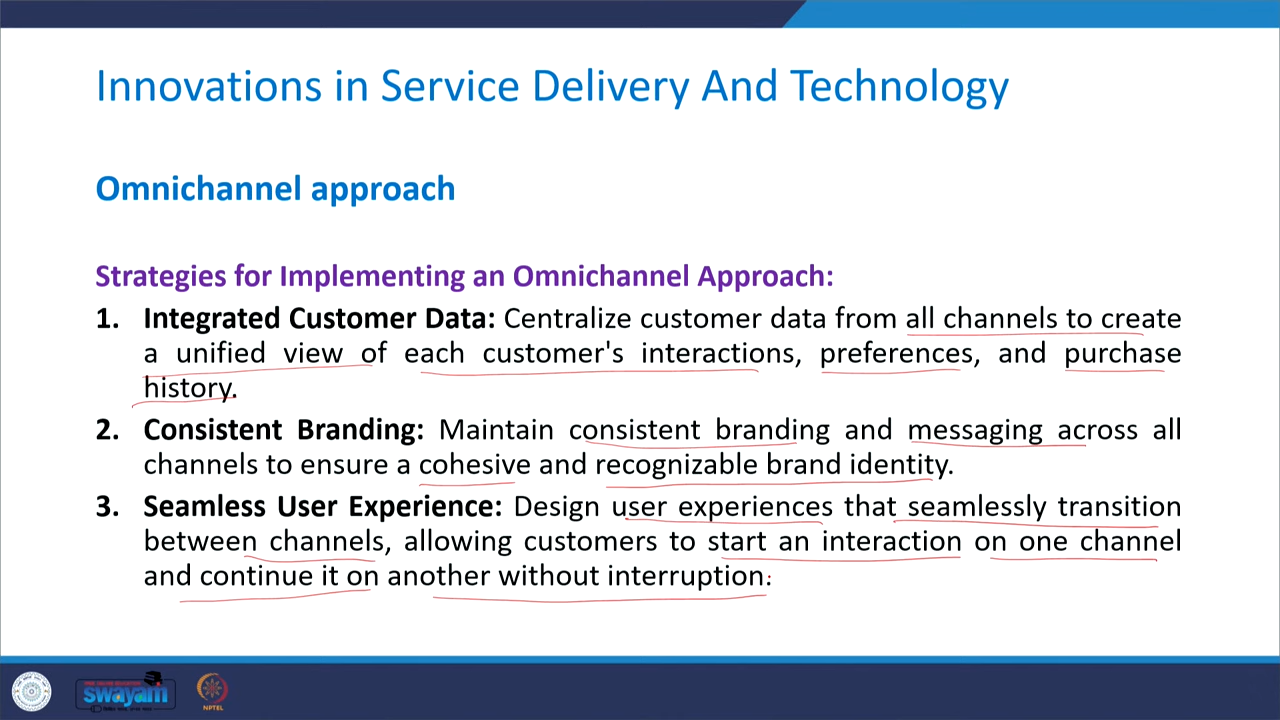 Innovations in Service Delivery And Technology
Omnichannel approach
Strategies for Implementing an Omnichannel Approach:
1. Integrated Customer Data: Centralize customer data from all channels to create
a unified view of each customer's interactions, preferences, and purchase
history.
2. Consistent Branding: Maintain consistent branding and messaging across all
channels to ensure a cohesive and recognizable brand identity.
3. Seamless User Experience: Design user experiences that seamlessly transition
between channels, allowing customers to start an interaction on one channel
and continue it on another without interruption.
swayam
NPTEL